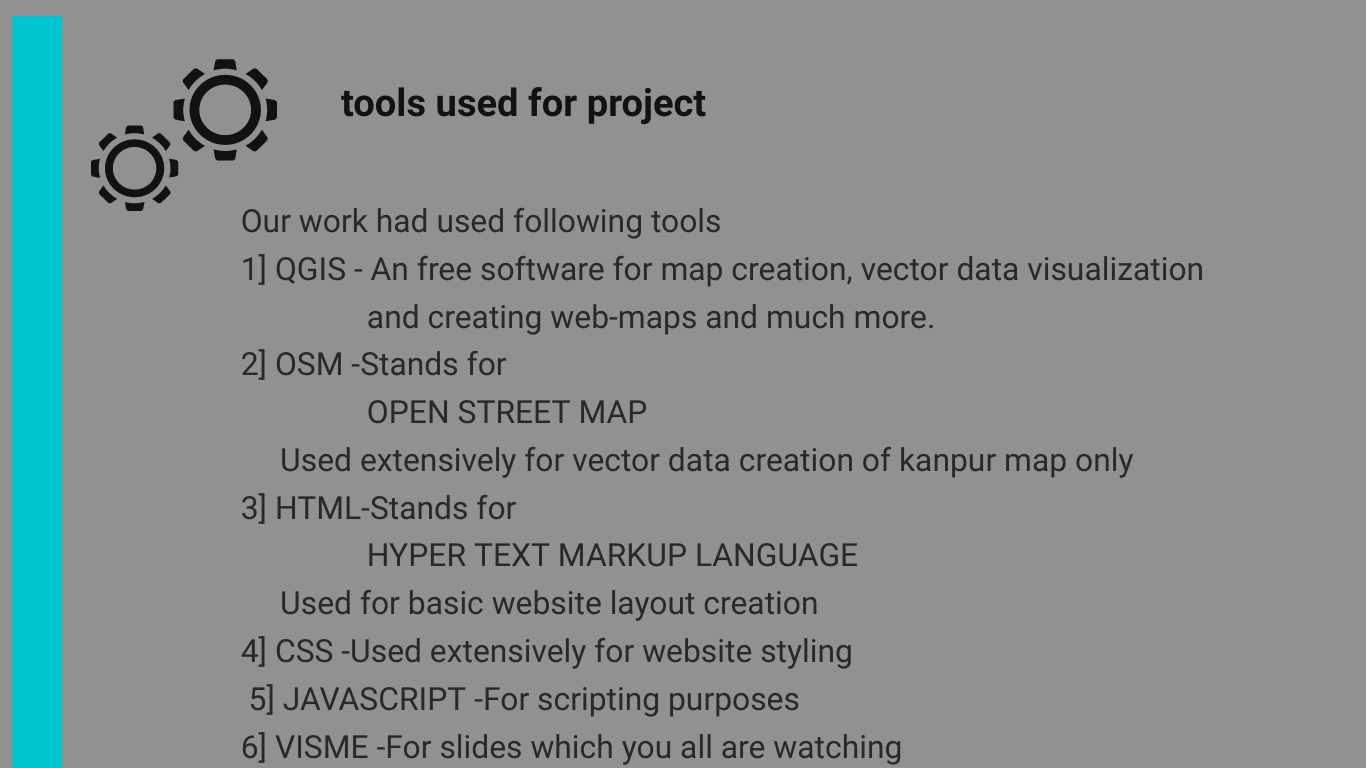 tools used for project
Our work had used following tools
1] QGIS - An free software for map creation, vector data visualization
and creating web-maps and much more.
2] OSM -Stands for
OPEN STREET MAP
Used extensively for vector data creation of kanpur map only
3] HTML-Stands for
HYPER TEXT MARKUP LANGUAGE
Used for basic website layout creation
4] CSS -Used extensively for website styling
5] JAVASCRIPT -For scripting purposes
6] VISME -For slides which you all are watching